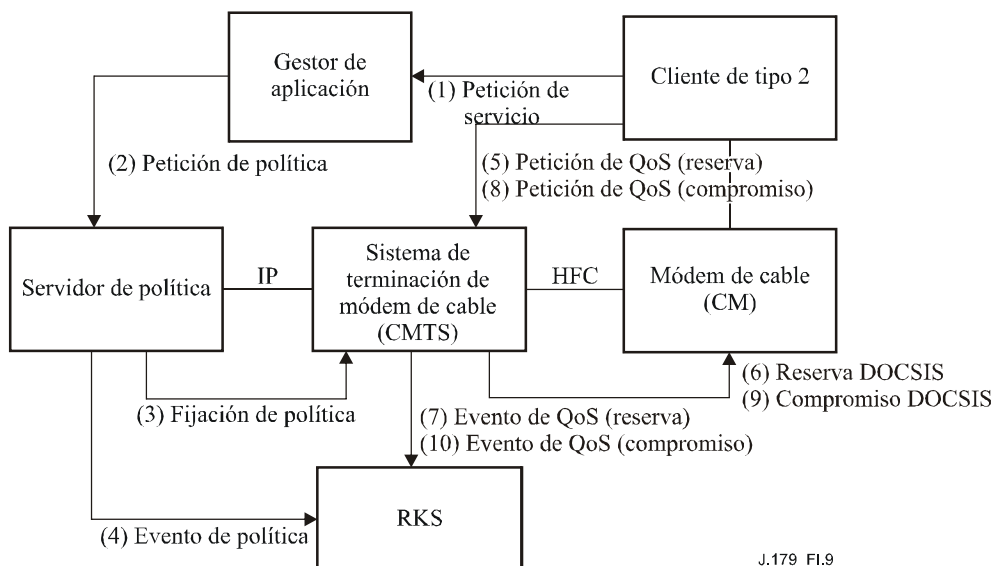 Gestor de
aplicación
Cliente de tipo 2
(1) Petición de
servicio
(2) Petición de política
(5) Petición de QoS (reserva)
(8) Petición de QoS (compromiso)
Servidor de política
IP
Sistema de
terminación de
módem de cable
(CMTS)
HFC
Módem de cable
(CM)
(3) Fijación de política
(6) Reserva DOCSIS
(9) Compromiso DOCSIS
(7) Evento de QoS (reserva)
(10) Evento de QoS (compromiso)
(4) Evento de política
RKS
J.179_FI.9